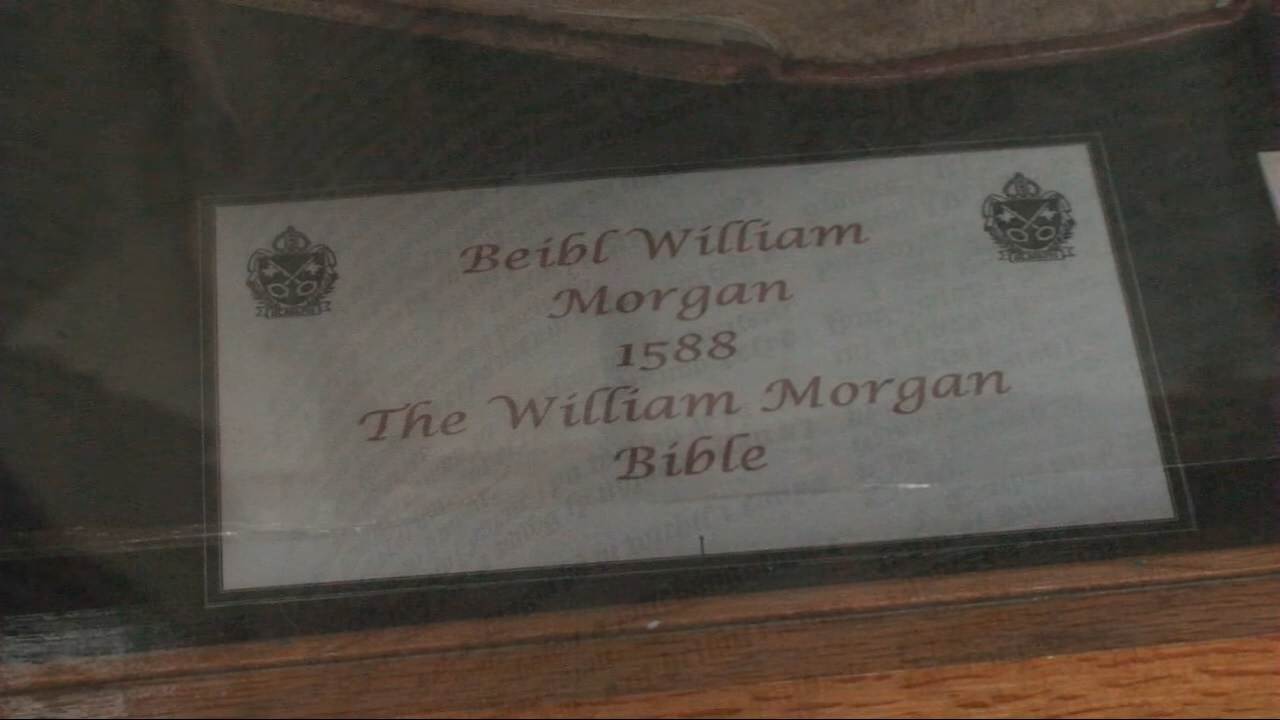 Beibl William
Morgan
1588
The William Morgan
Bible